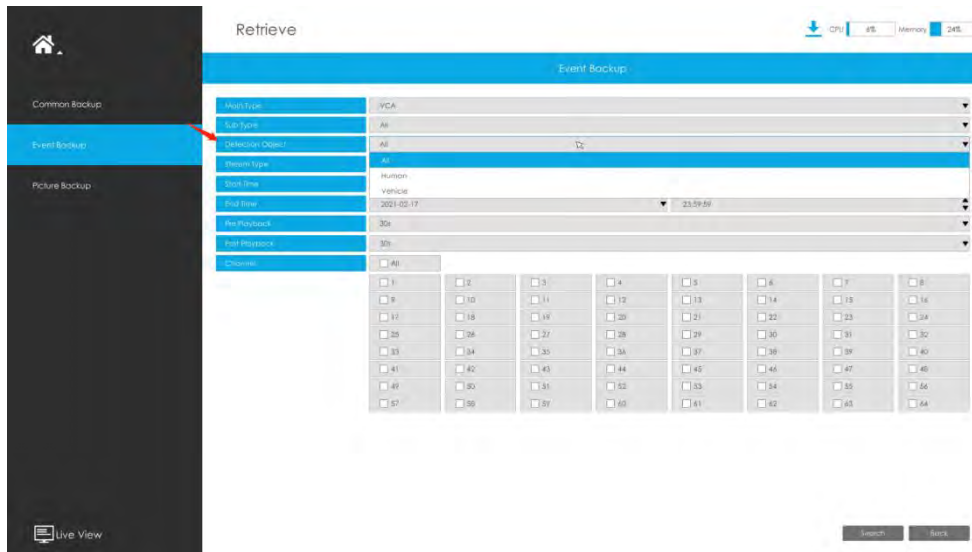 Retrieve
CPU 6% Memory 24%
Event Backup
Common Backup
Event Backup
Picture Backup
Main Type VCA
Sub Type All
Detection Object All
All
Stream Type
Human
Start Time
Vehicle
End Time 2021-02-17 23:59:59
Pre Playback 30s
Post Playback 30s
Channel All
1 2 3 4 5 6 7 8
9 10 11 12 13 14 15 16
17 18 19 20 21 22 23 24
25 26 27 28 29 30 31 32
33 34 35 36 37 38 39 40
41 42 43 44 45 46 47 48
49 50 51 52 53 54 55 56
57 58 59 60 61 62 63 64
Live View
Search Back